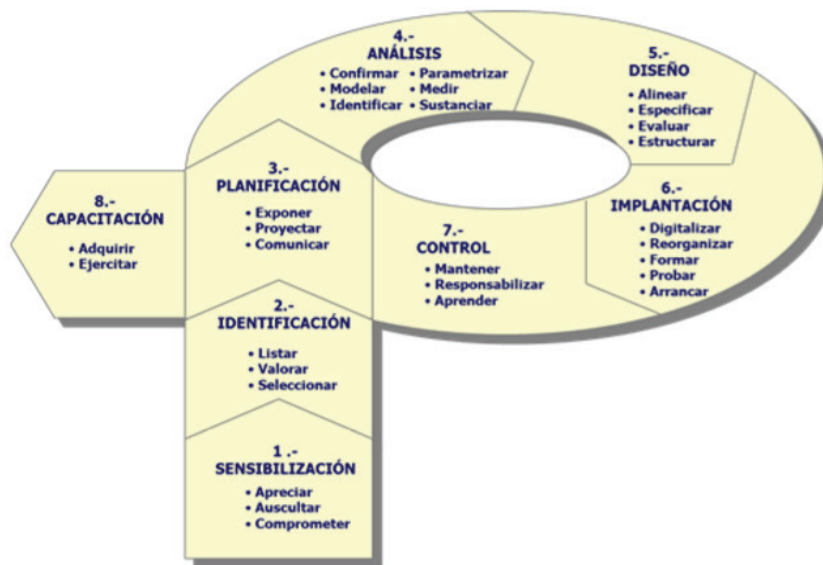 4.-
ANÁLISIS
• Confirmar • Parametrizar
• Modelar • Medir
• Identificar • Sustanciar
5.-
DISEÑO
• Alinear
• Especificar
• Evaluar
• Estructurar
3.-
PLANIFICACIÓN
• Exponer
• Proyectar
• Comunicar
8.-
CAPACITACIÓN
• Adquirir
• Ejercitar
6.-
IMPLANTACIÓN
• Digitalizar
• Reorganizar
• Formar
• Probar
• Arrancar
7.-
CONTROL
• Mantener
• Responsabilizar
• Aprender
2.-
IDENTIFICACIÓN
• Listar
• Valorar
• Seleccionar
1 .-
SENSIBILIZACIÓN
• Apreciar
• Auscultar
• Comprometer